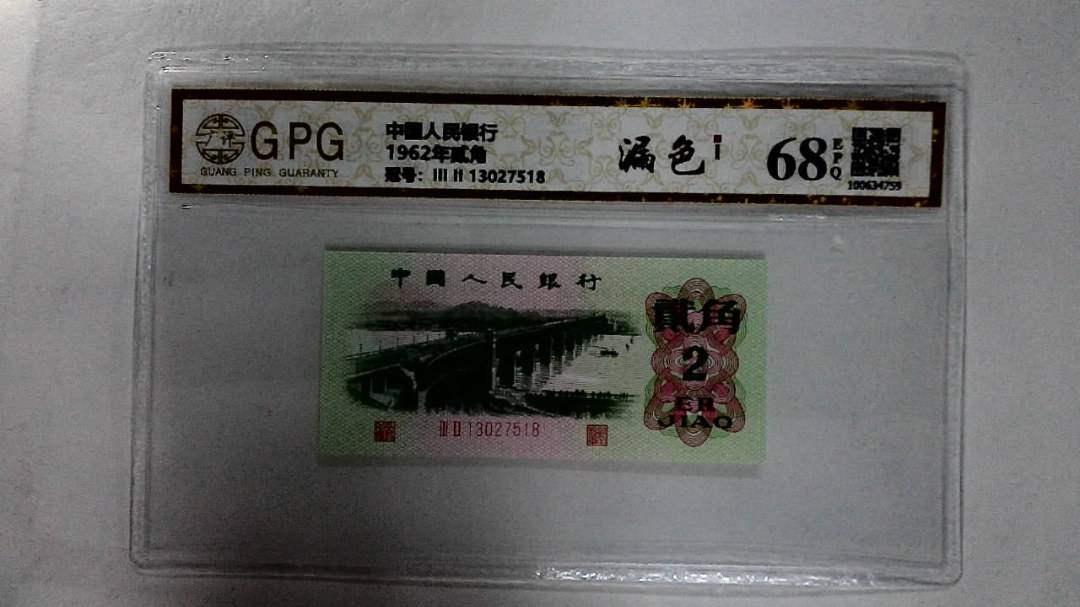 GPG
GUANG PING GUARANTY
中國人民银行
1962年贰角
冠号：III II 13027518
漏色
68
EPQ
100634759
中國人民銀行
貳角
2
ER
JIAO
III II 13027518